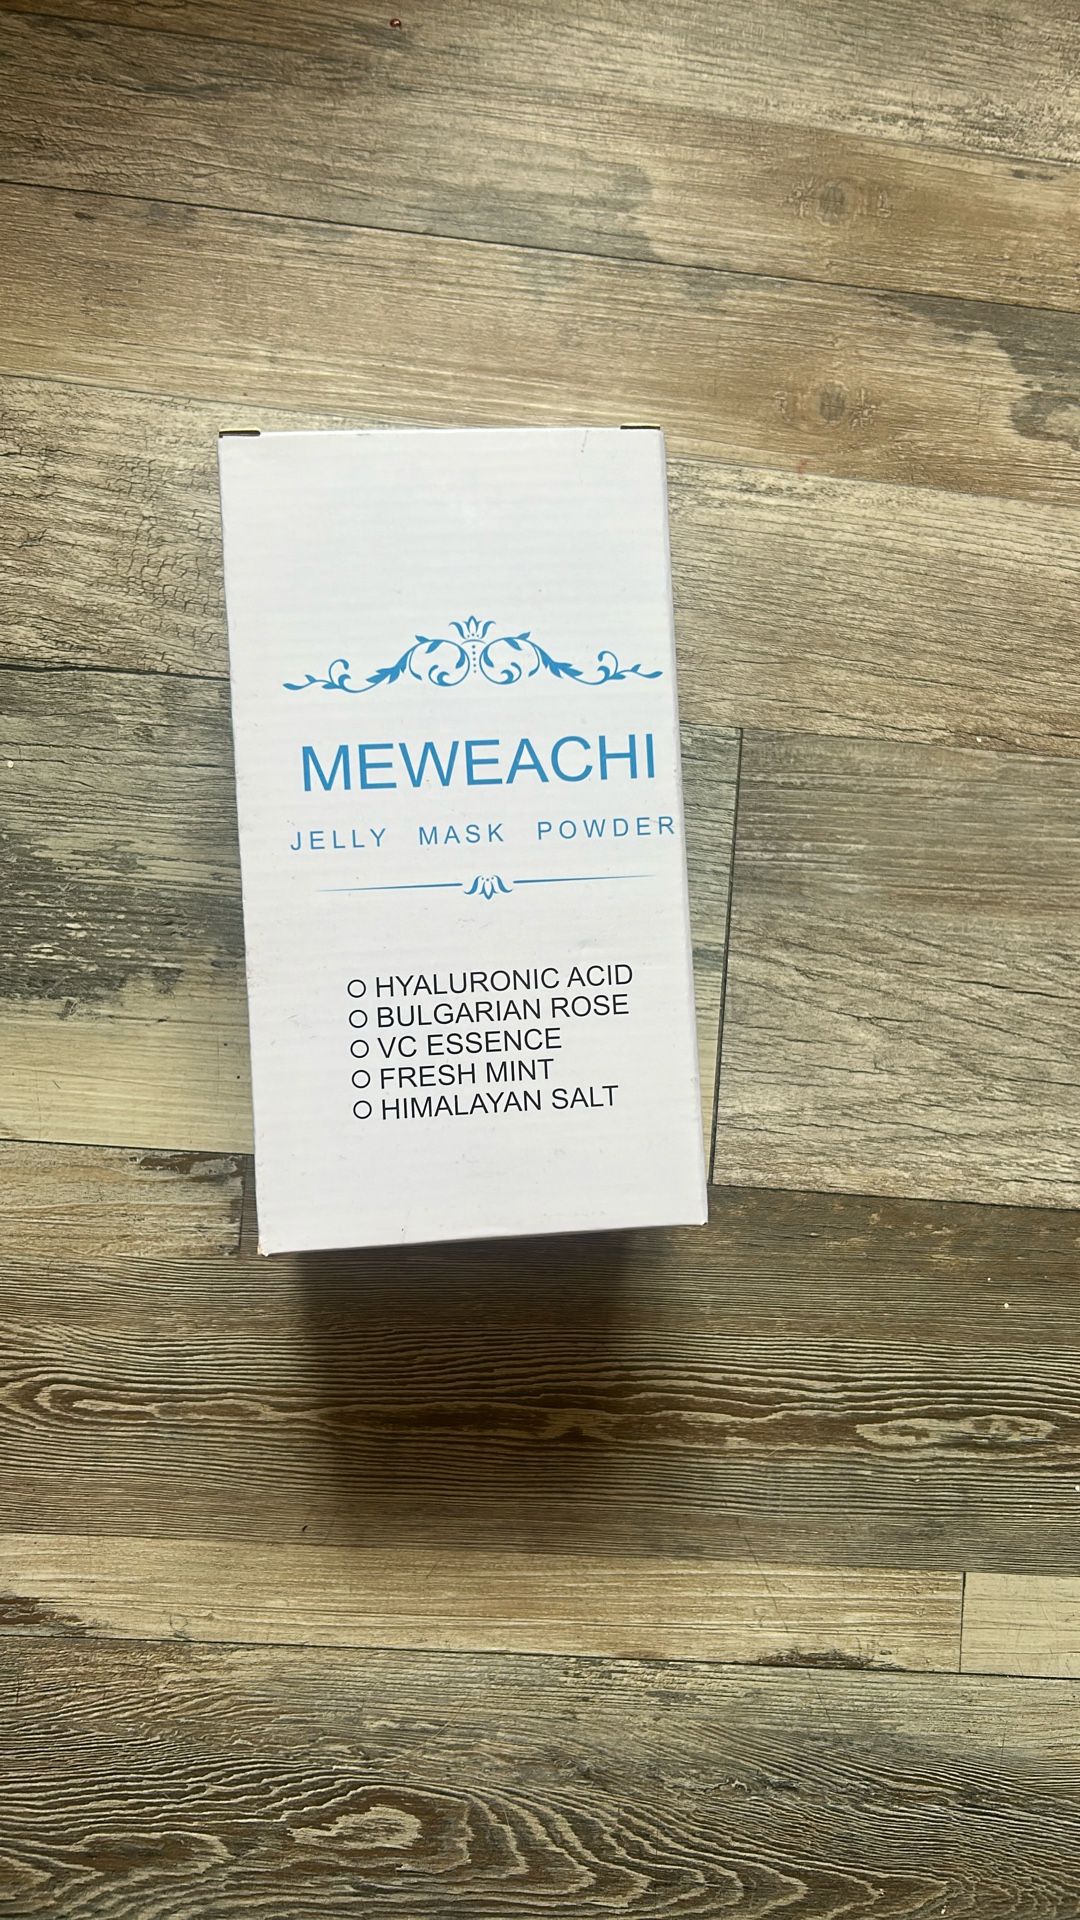 MEWEACHI
JELLY MASK POWDER
O HYALURONIC ACID
O BULGARIAN ROSE
O VC ESSENCE
O FRESH MINT
O HIMALAYAN SALT